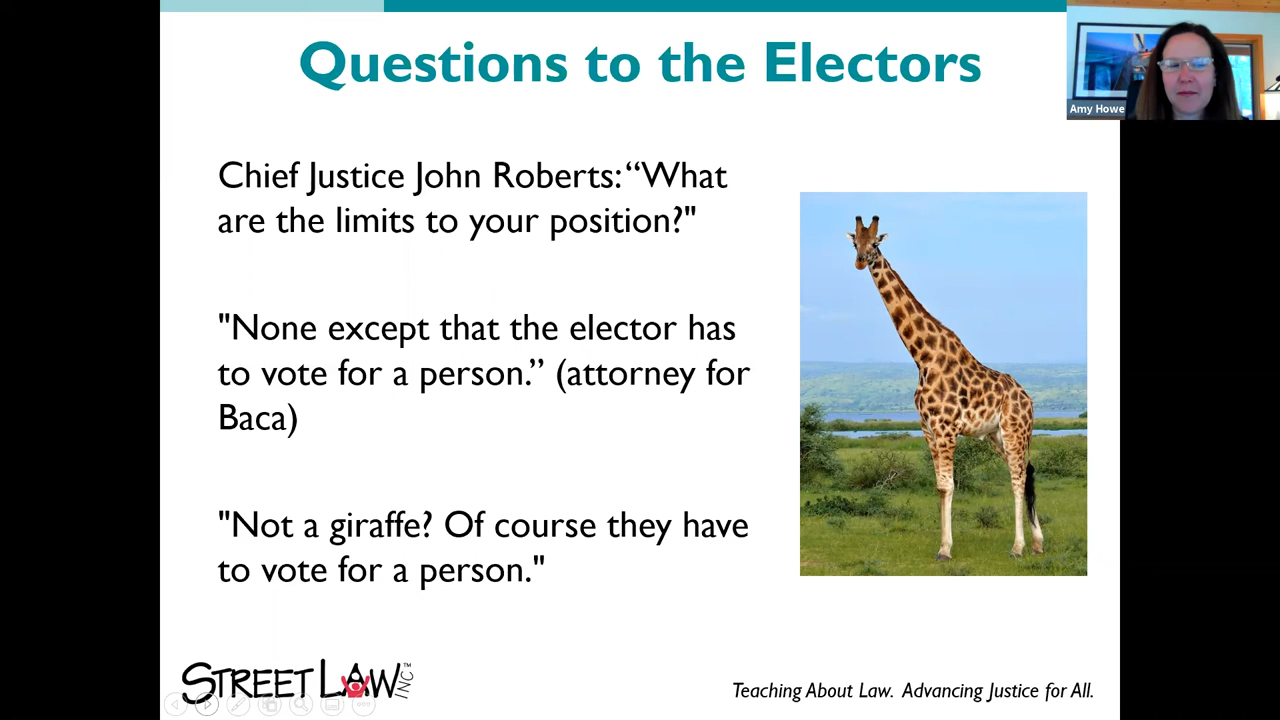 Questions to the Electors
Amy Howe
Chief Justice John Roberts: “What
are the limits to your position?"
"None except that the elector has
to vote for a person.” (attorney for
Baca)
"Not a giraffe? Of course they have
to vote for a person."
STREET LAW INC™
Teaching About Law. Advancing Justice for All.